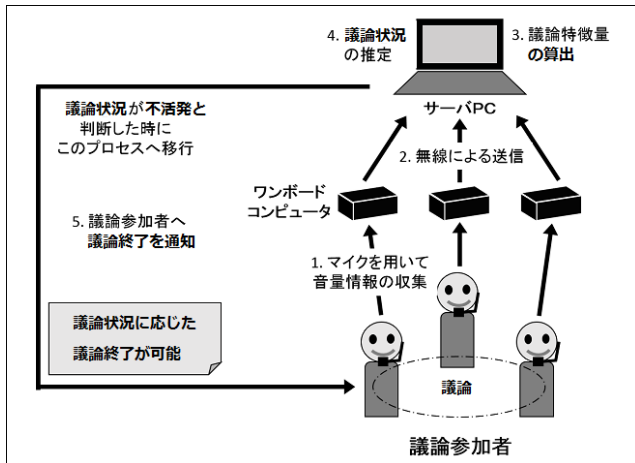 4. 議論状況
の推定
3. 議論特徴量
の算出
サーバPC
議論状況が不活発と
判断した時に
このプロセスへ移行
2. 無線による送信
ワンボード
コンピュータ
5. 議論参加者へ
議論終了を通知
1. マイクを用いて
音量情報の収集
議論状況に応じた
議論終了が可能
議論
議論参加者